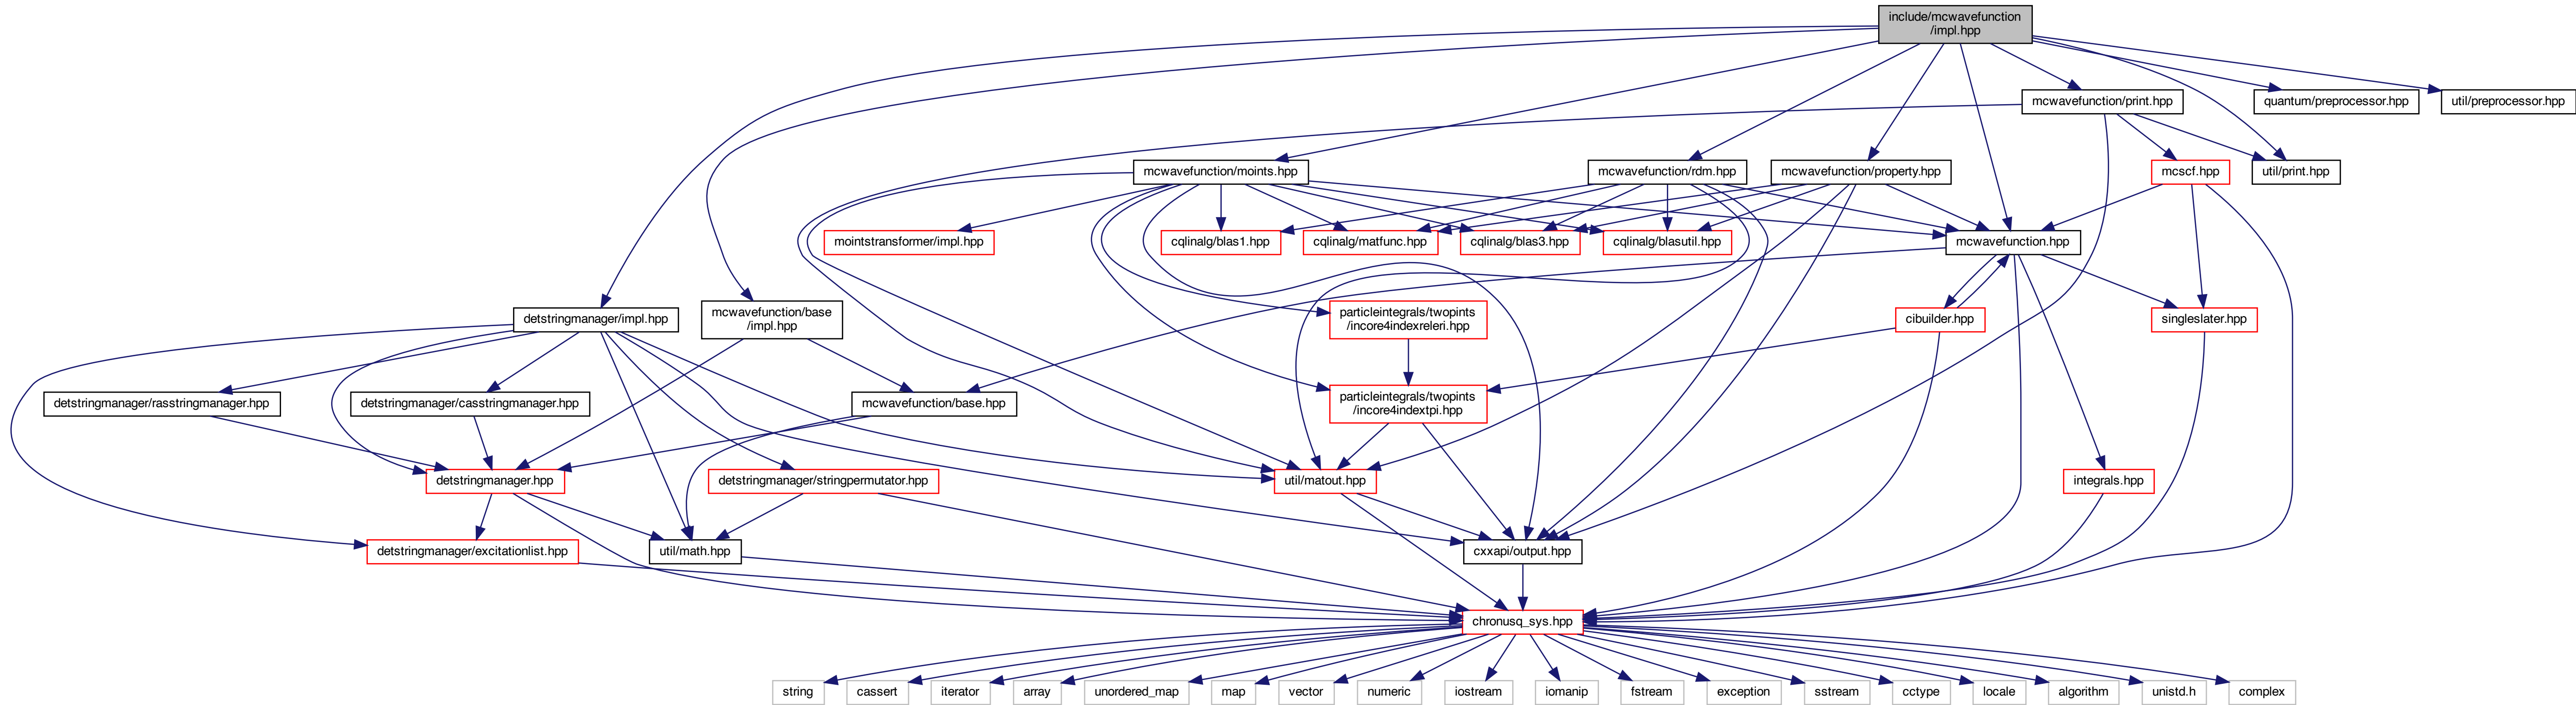 include/mcwavefunction
/impl.hpp
mcwavefunction/print.hpp
quantum/preprocessor.hpp
util/preprocessor.hpp
mcwavefunction/moints.hpp
mcwavefunction/rdm.hpp
mcwavefunction/property.hpp
mcscf.hpp
util/print.hpp
mointstransformer/impl.hpp
cqlinalg/blas1.hpp
cqlinalg/matfunc.hpp
cqlinalg/blas3.hpp
cqlinalg/blasutil.hpp
mcwavefunction.hpp
detstringmanager/impl.hpp
mcwavefunction/base
/impl.hpp
particleintegrals/twopints
/incore4indexreleri.hpp
cibuilder.hpp
singleslater.hpp
detstringmanager/rasstringmanager.hpp
detstringmanager/casstringmanager.hpp
mcwavefunction/base.hpp
particleintegrals/twopints
/incore4indextpi.hpp
detstringmanager.hpp
detstringmanager/stringpermutator.hpp
util/matout.hpp
integrals.hpp
detstringmanager/excitationlist.hpp
util/math.hpp
cxxapi/output.hpp
chronusq_sys.hpp
string
cassert
iterator
array
unordered_map
map
vector
numeric
iostream
iomanip
fstream
exception
sstream
cctype
locale
algorithm
unistd.h
complex